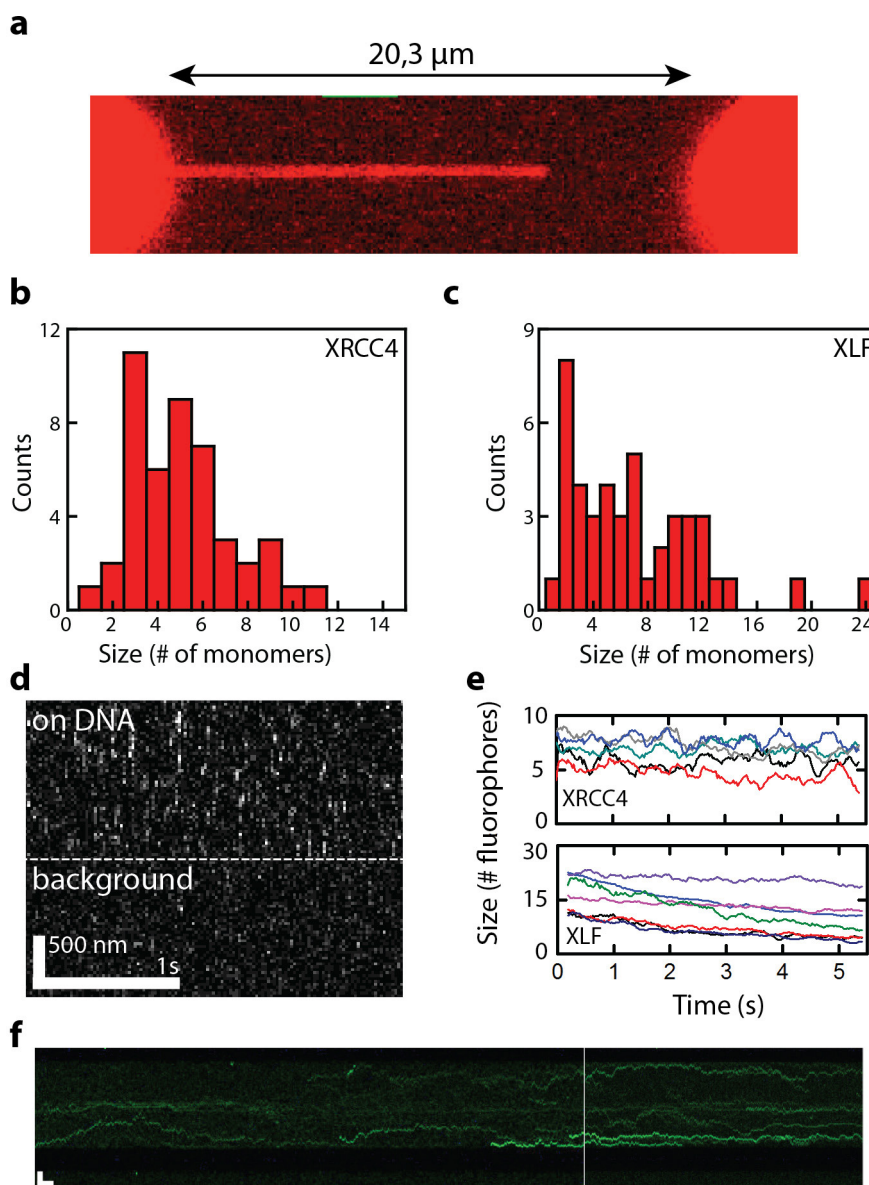 a
20,3 µm
b
12
8
4
0
Counts
XRCC4
0 2 4 6 8 10 12 14
Size (# of monomers)
c
9
6
3
0
Counts
XLF
0 4 8 12 16 20 24
Size (# of monomers)
d
on DNA
background
500 nm
1s
e
Size (# fluorophores)
10
5
0
XRCC4
30
15
0
XLF
0 1 2 3 4 5
Time (s)
f